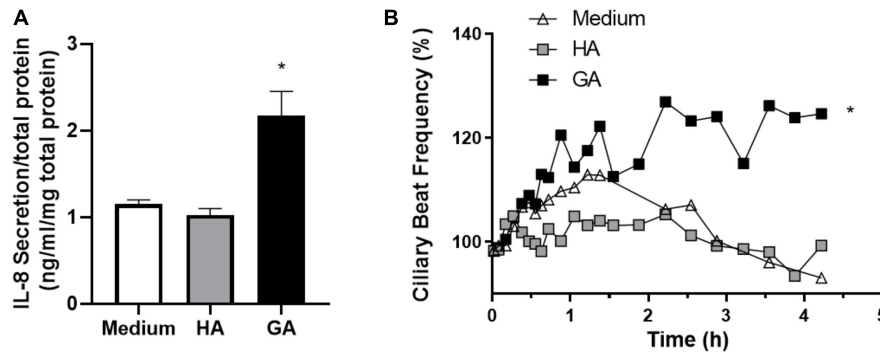 A
IL-8 Secretion/total protein
(ng/ml/mg total protein)
3
2
1
0
*
Medium HA GA
B
Ciliary Beat Frequency (%)
140
120
100
Medium
HA
GA
*
0 1 2 3 4 5
Time (h)